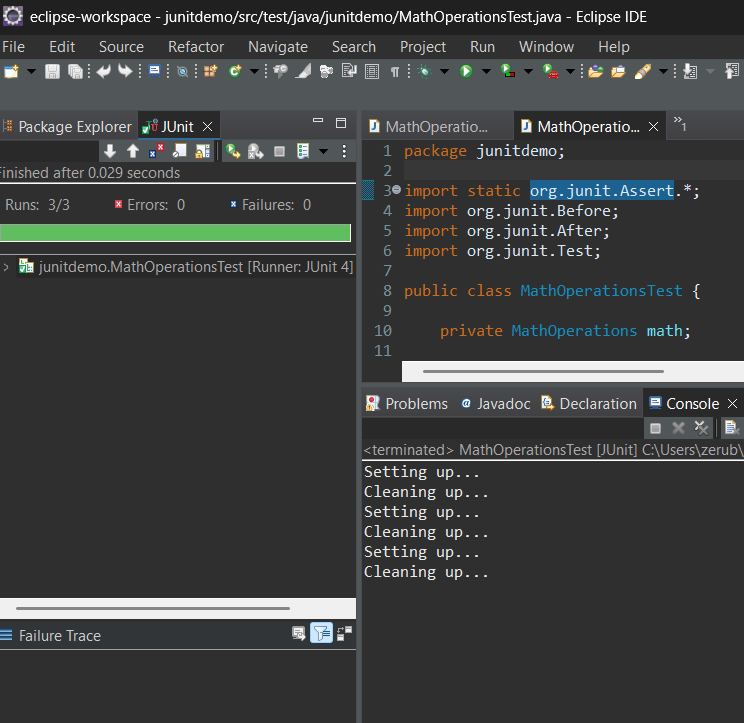 eclipse-workspace - junitdemo/src/test/java/junitdemo/MathOperationsTest.java - Eclipse IDE
File Edit Source Refactor Navigate Search Project Run Window Help
Package Explorer JUnit
Finished after 0.029 seconds
Runs: 3/3 Errors: 0 Failures: 0
junitdemo.MathOperationsTest [Runner: JUnit 4]
Failure Trace
MathOperatio... MathOperatio... »1
1 package junitdemo;
2
3 import static org.junit.Assert.*;
4 import org.junit.Before;
5 import org.junit.After;
6 import org.junit.Test;
7
8 public class MathOperationsTest {
9
10 private MathOperations math;
11
Problems Javadoc Declaration Console
<terminated> MathOperationsTest [JUnit] C:\Users\zerub\
Setting up...
Cleaning up...
Setting up...
Cleaning up...
Setting up...
Cleaning up...